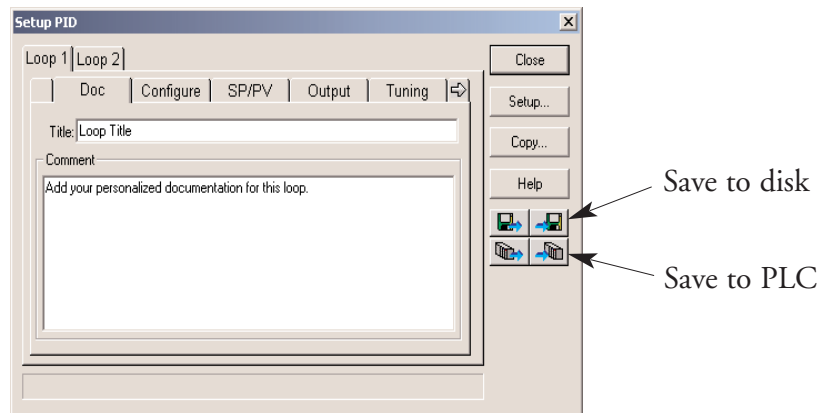 Setup PID
Loop 1 Loop 2
Doc Configure SP/PV Output Tuning
Title: Loop Title
Comment
Add your personalized documentation for this loop.
Close
Setup...
Copy...
Help
Save to disk
Save to PLC